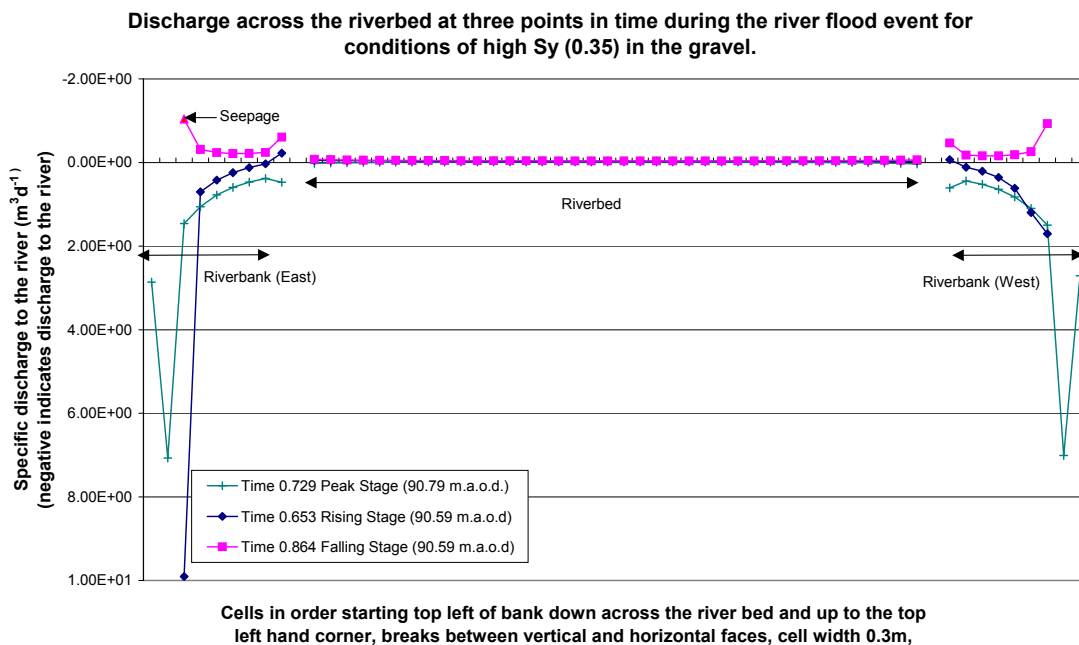 Discharge across the riverbed at three points in time during the river flood event for
conditions of high Sy (0.35) in the gravel.
Specific discharge to the river (m³d⁻¹)
(negative indicates discharge to the river)
-2.00E+00
0.00E+00
2.00E+00
4.00E+00
6.00E+00
8.00E+00
1.00E+01
Seepage
Riverbed
Riverbank (East)
Riverbank (West)
Time 0.729 Peak Stage (90.79 m.a.o.d.)
Time 0.653 Rising Stage (90.59 m.a.o.d)
Time 0.864 Falling Stage (90.59 m.a.o.d)
Cells in order starting top left of bank down across the river bed and up to the top
left hand corner, breaks between vertical and horizontal faces, cell width 0.3m,